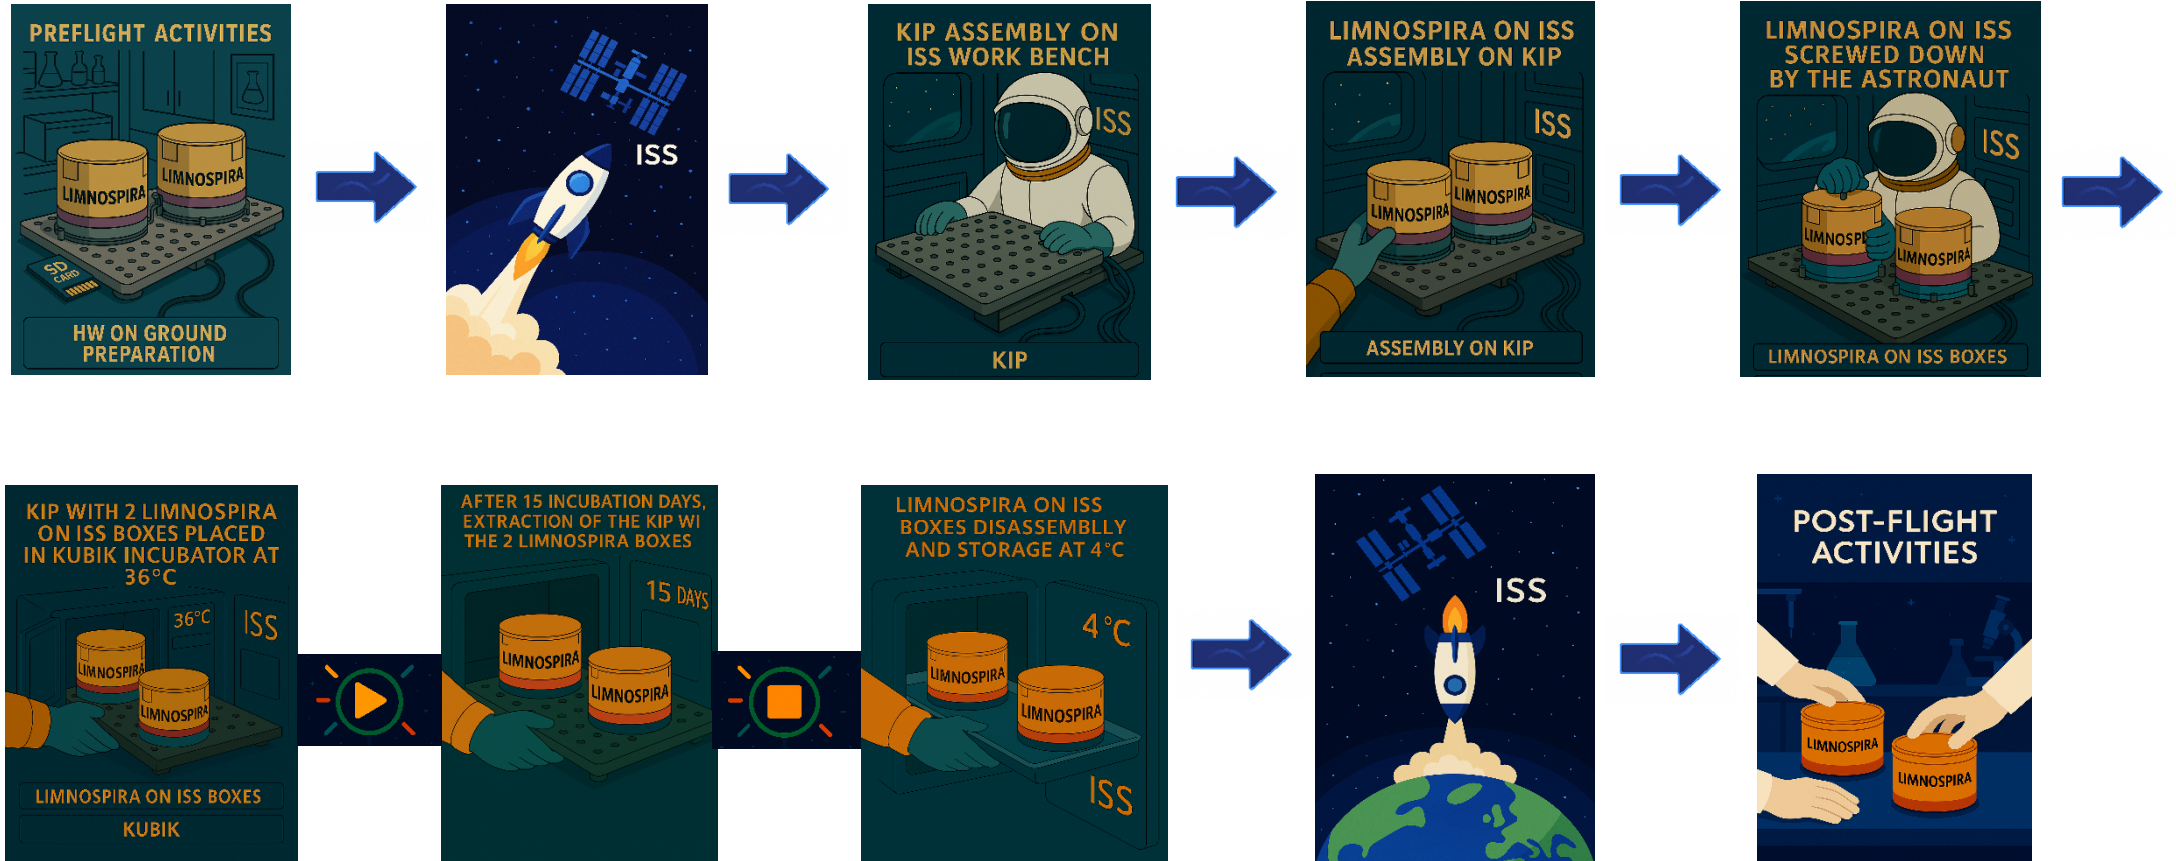 PREFLIGHT ACTIVITIES
LIMNOSPIRA
LIMNOSPIRA
SD
CARD
HW ON GROUND
PREPARATION
ISS
KIP ASSEMBLY ON
ISS WORK BENCH
ISS
KIP
LIMNOSPIRA ON ISS
ASSEMBLY ON KIP
ISS
LIMNOSPIRA
LIMNOSPIRA
ASSEMBLY ON KIP
LIMNOSPIRA ON ISS
SCREWED DOWN
BY THE ASTRONAUT
ISS
LIMNOSPI
LIMNOSPIRA
LIMNOSPIRA ON ISS BOXES
KIP WITH 2 LIMNOSPIRA
ON ISS BOXES PLACED
IN KUBIK INCUBATOR AT
36°C
36°C
ISS
LIMNOSPIRA
LIMNOSPIRA
LIMNOSPIRA ON ISS BOXES
KUBIK
AFTER 15 INCUBATION DAYS,
EXTRACTION OF THE KIP WI
THE 2 LIMNOSPIRA BOXES
15 DAYS
LIMNOSPIRA
LIMNOSPIRA
LIMNOSPIRA ON ISS
BOXES DISASSEMBLLY
AND STORAGE AT 4°C
4°C
LIMNOSPIRA
LIMNOSPIRA
ISS
ISS
POST-FLIGHT
ACTIVITIES
LIMNOSPIRA
LIMNOSPIRA